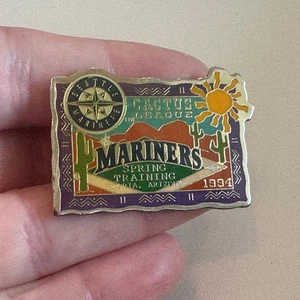 SEATTLE
MARINERS
CACTUS
LEAGUE
MARINERS
SPRING
TRAINING
ARIZONA
1994